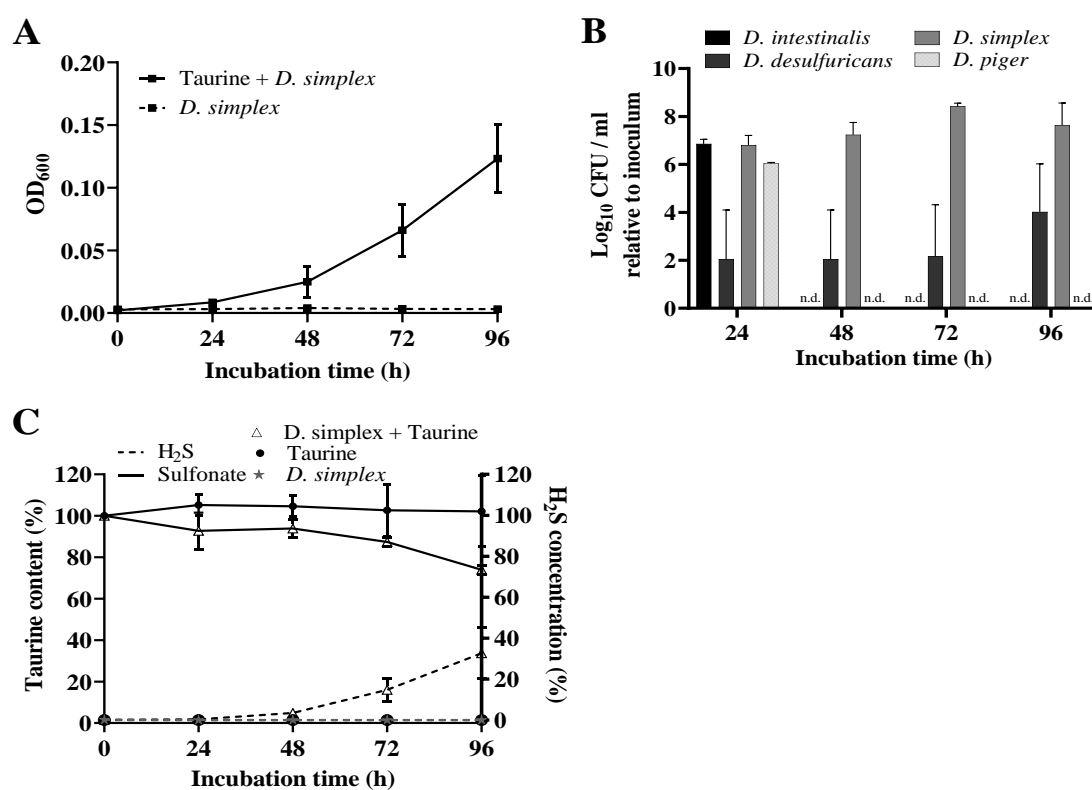 A
0.20
0.15
0.10
0.05
0.00
OD600
Taurine + D. simplex
D. simplex
0 24 48 72 96
Incubation time (h)
B
D. intestinalis
D. simplex
D. desulfuricans
D. piger
10
8
6
4
2
0
Log10 CFU / ml
relative to inoculum
n.d. n.d. n.d. n.d. n.d. n.d.
24 48 72 96
Incubation time (h)
C
D. simplex + Taurine
H2S
Taurine
Sulfonate
D. simplex
120
100
80
60
40
20
0
Taurine content (%)
120
100
80
60
40
20
0
H2S concentration (%)
0 24 48 72 96
Incubation time (h)